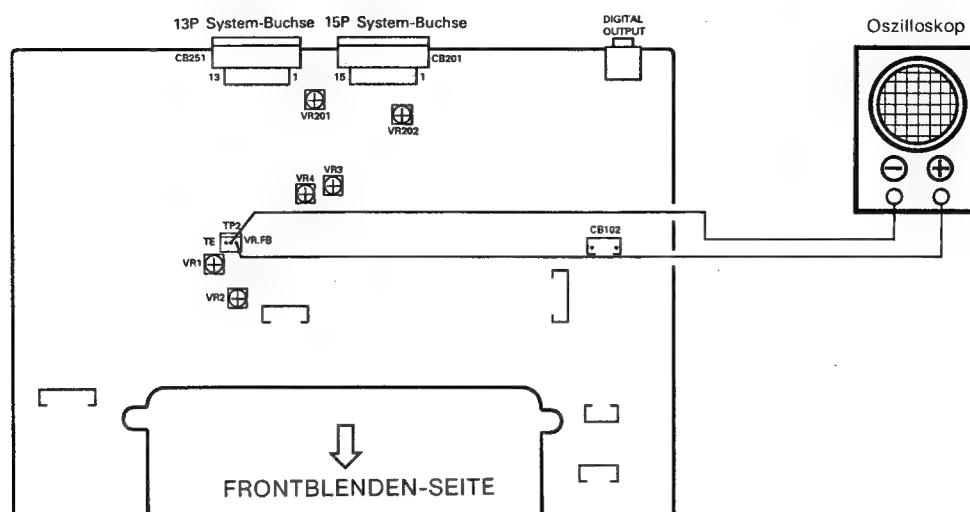 13P System-Buchse 15P System-Buchse
DIGITAL
OUTPUT
Oszilloskop
CB251
CB201
13 1
15 1
VR201
VR202
VR4 VR3
TP2
TE VR.FB
CB102
VR1
VR2
FRONTBLENDEN-SEITE